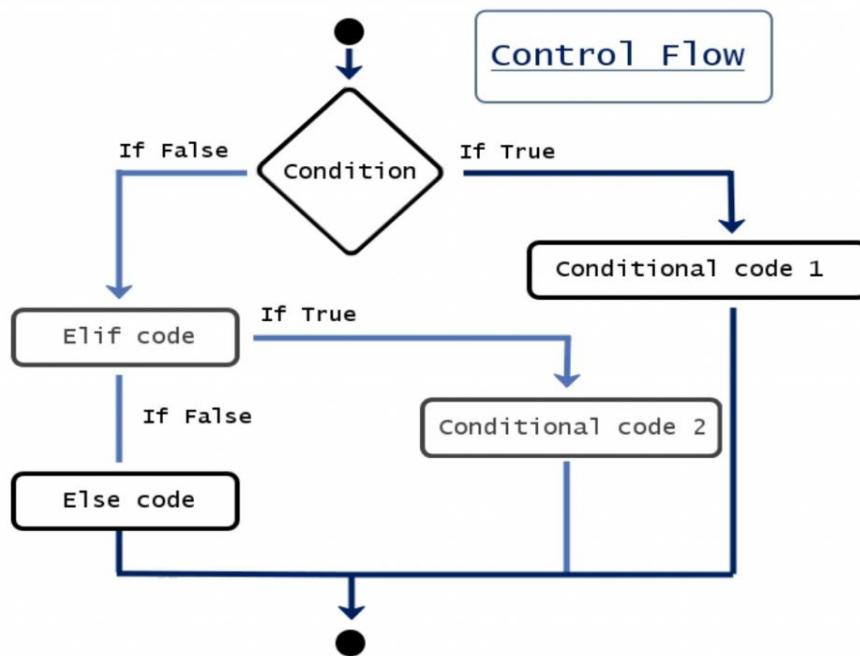 Control Flow
If False
Condition
If True
Conditional code 1
Elif code
If True
If False
Conditional code 2
Else code